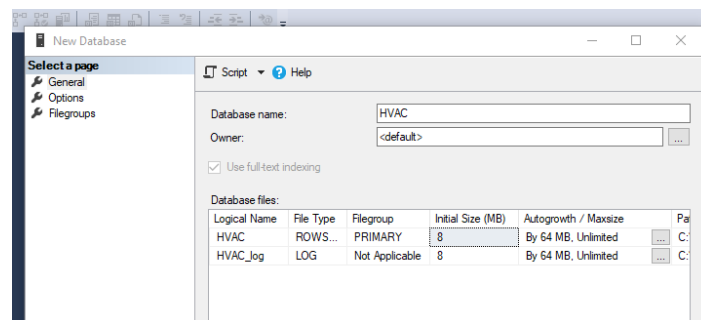 New Database
Select a page
General
Options
Filegroups
Script Help
Database name: HVAC
Owner: <default> ...
Use full-text indexing
Database files:
Logical Name File Type Filegroup Initial Size (MB) Autogrowth / Maxsize Pa
HVAC ROWS... PRIMARY 8 By 64 MB, Unlimited ... C:\
HVAC_log LOG Not Applicable 8 By 64 MB, Unlimited ... C:\